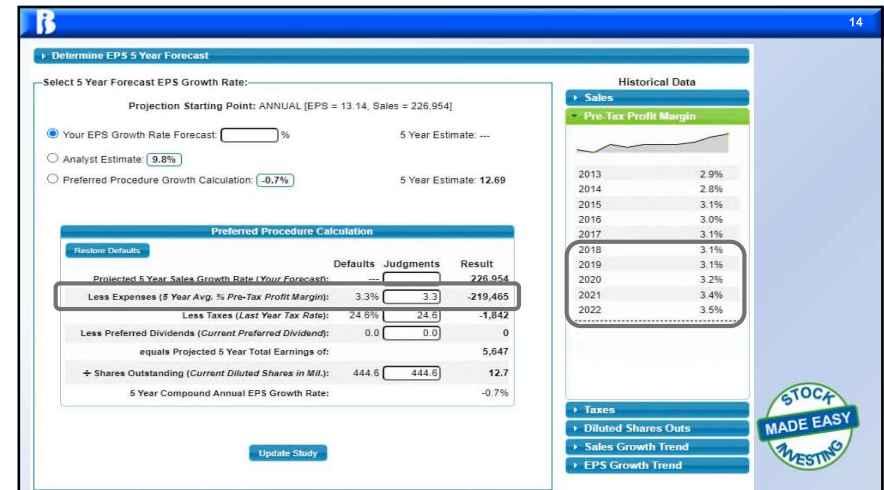 14
Determine EPS 5 Year Forecast
Select 5 Year Forecast EPS Growth Rate:
Projection Starting Point: ANNUAL [EPS = 13.14, Sales = 226,954]
Your EPS Growth Rate Forecast: % 5 Year Estimate: ---
Analyst Estimate: 9.8%
Preferred Procedure Growth Calculation: -0.7% 5 Year Estimate: 12.69
Preferred Procedure Calculation
Restore Defaults
Defaults Judgments Result
Projected 5 Year Sales Growth Rate (Your Forecast): --- 226,954
Less Expenses (5 Year Avg. % Pre-Tax Profit Margin): 3.3% 3.3 -219,465
Less Taxes (Last Year Tax Rate): 24.6% 24.6 -1,842
Less Preferred Dividends (Current Preferred Dividend): 0.0 0.0 0
equals Projected 5 Year Total Earnings of: 5,647
÷ Shares Outstanding (Current Diluted Shares in Mil.): 444.6 444.6 12.7
5 Year Compound Annual EPS Growth Rate: -0.7%
Update Study
Historical Data
Sales
Pre-Tax Profit Margin
2013 2.9%
2014 2.8%
2015 3.1%
2016 3.0%
2017 3.1%
2018 3.1%
2019 3.1%
2020 3.2%
2021 3.4%
2022 3.5%
Taxes
Diluted Shares Outs
Sales Growth Trend
EPS Growth Trend
STOCK
MADE EASY
INVESTING